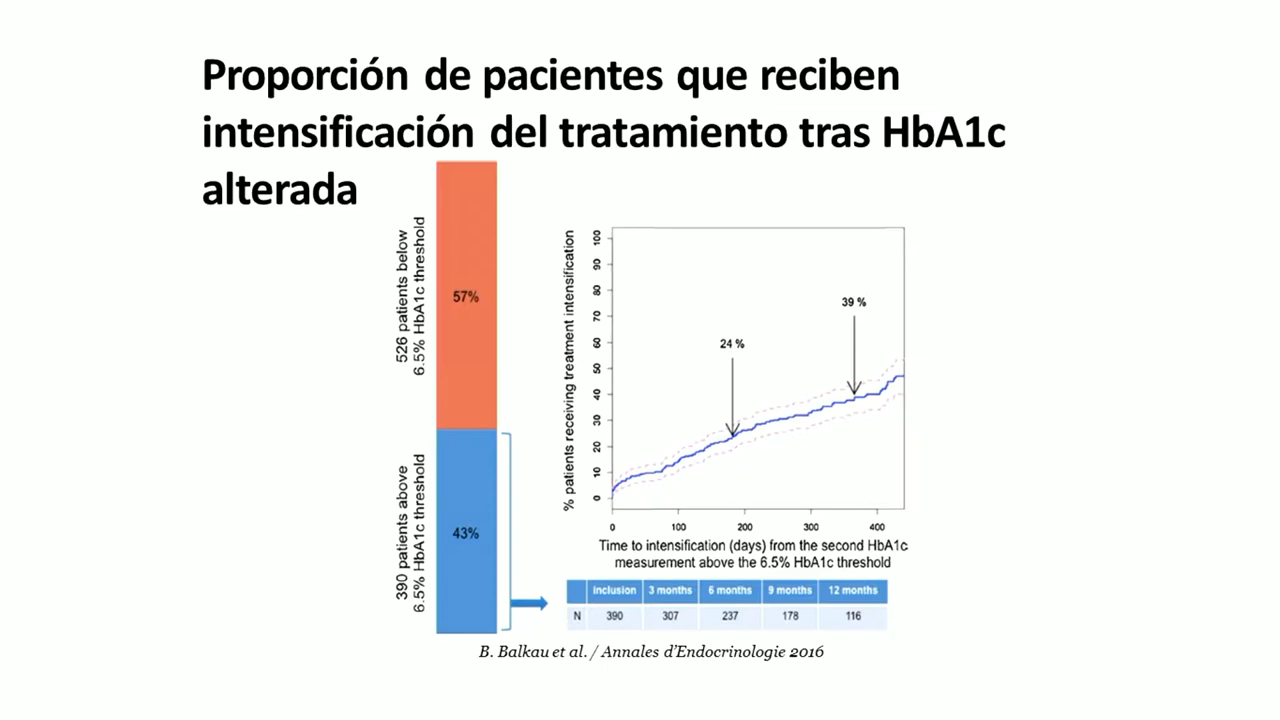 Proporción de pacientes que reciben
intensificación del tratamiento tras HbA1c
alterada
526 patients below
6.5% HbA1c threshold
57%
390 patients above
6.5% HbA1c threshold
43%
% patients receiving treatment intensification
100
90
80
70
60
50
40
30
20
10
0
24 %
39 %
0 100 200 300 400
Time to intensification (days) from the second HbA1c
measurement above the 6.5% HbA1c threshold
inclusion 3 months 6 months 9 months 12 months
N 390 307 237 178 116
B. Balkau et al. / Annales d'Endocrinologie 2016